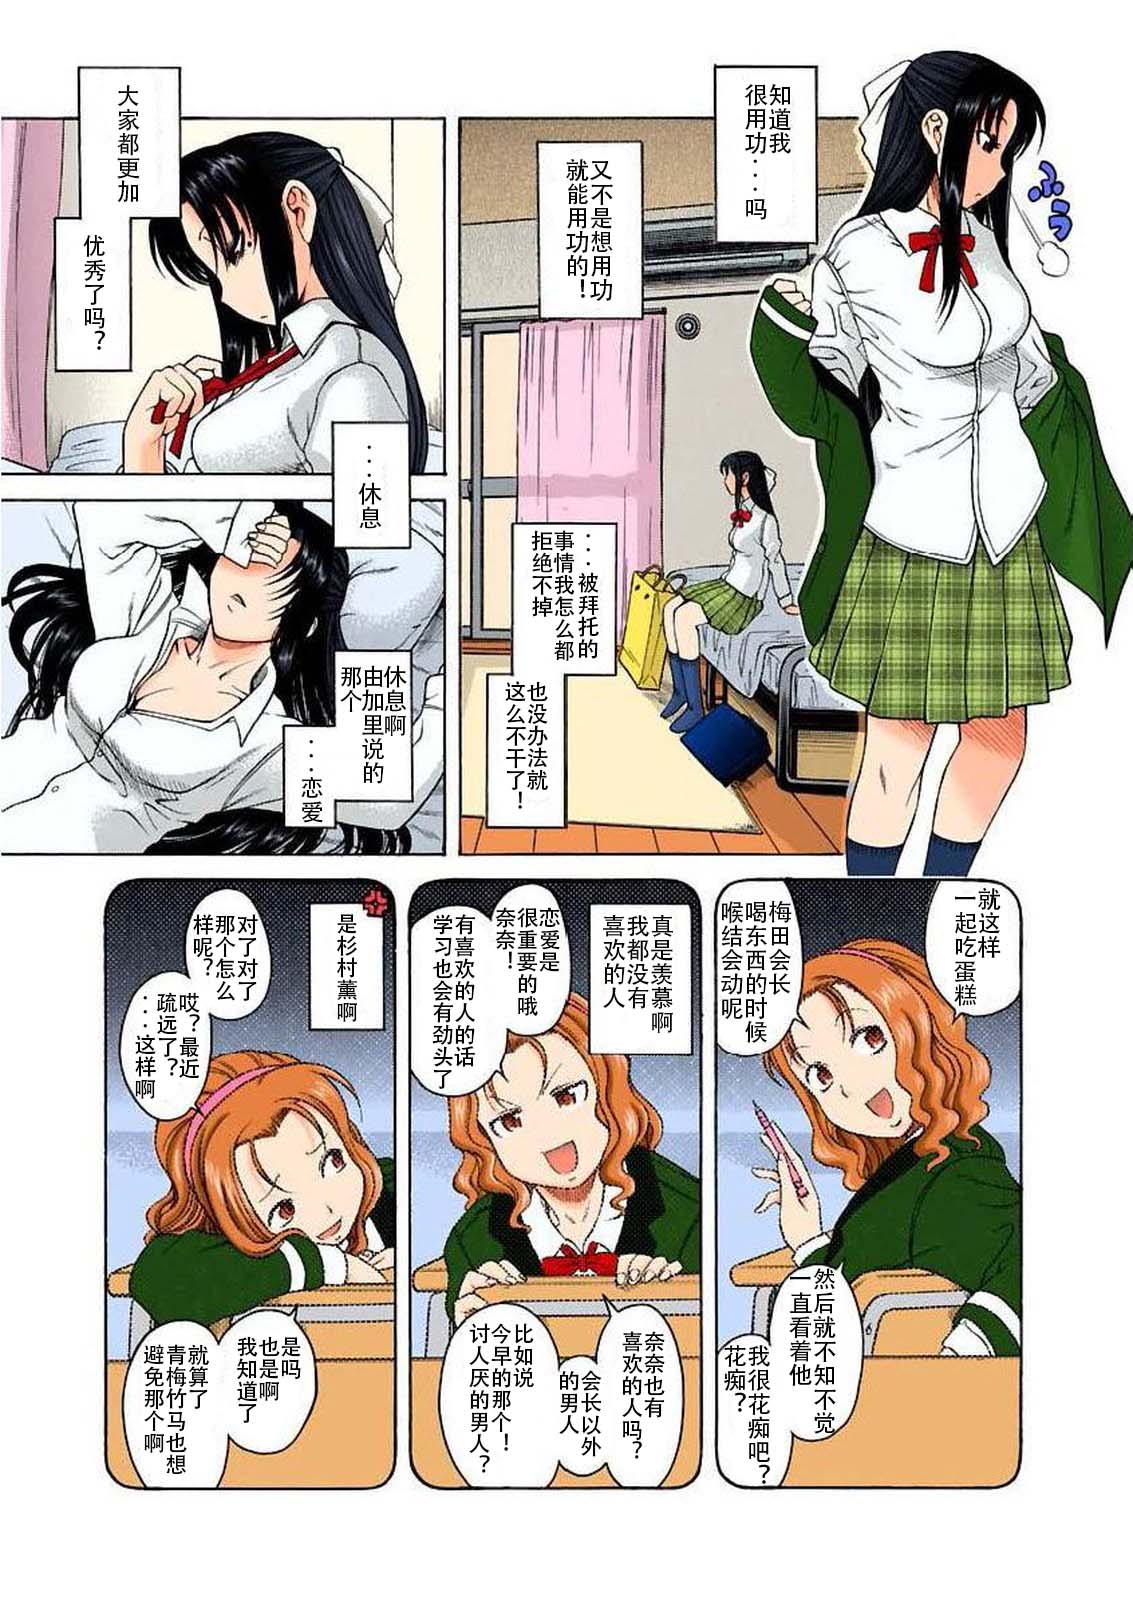 知道我
很用功...吗
ふぅ
又不是想用功
就能用功的！
...被拜托的
事情我怎么都
拒绝不掉
也没办法就
这么不干了！
大家都更加
优秀了吗？
...休息
休息啊
由加里说的
那个
...恋爱
就这样
一起吃蛋糕
梅田会长
喝东西的时候
喉结会动呢
然后就不知不觉
一直看着他
我很花痴吧？
花痴？
真是羡慕啊
我都没有
喜欢的人
恋爱是
很重要的哦
奈奈！
有喜欢的人的话
学习也会有劲头了
奈奈也有
喜欢的人吗？
会长以外
的男人
比如说
今早的那个！
讨人厌的男人？
是杉村薰啊
对了对了
那个怎么
样呢？
哎？最近
疏远了？
...这样啊
是吗
也是啊
我知道了
就算了
青梅竹马也想
避免那个啊